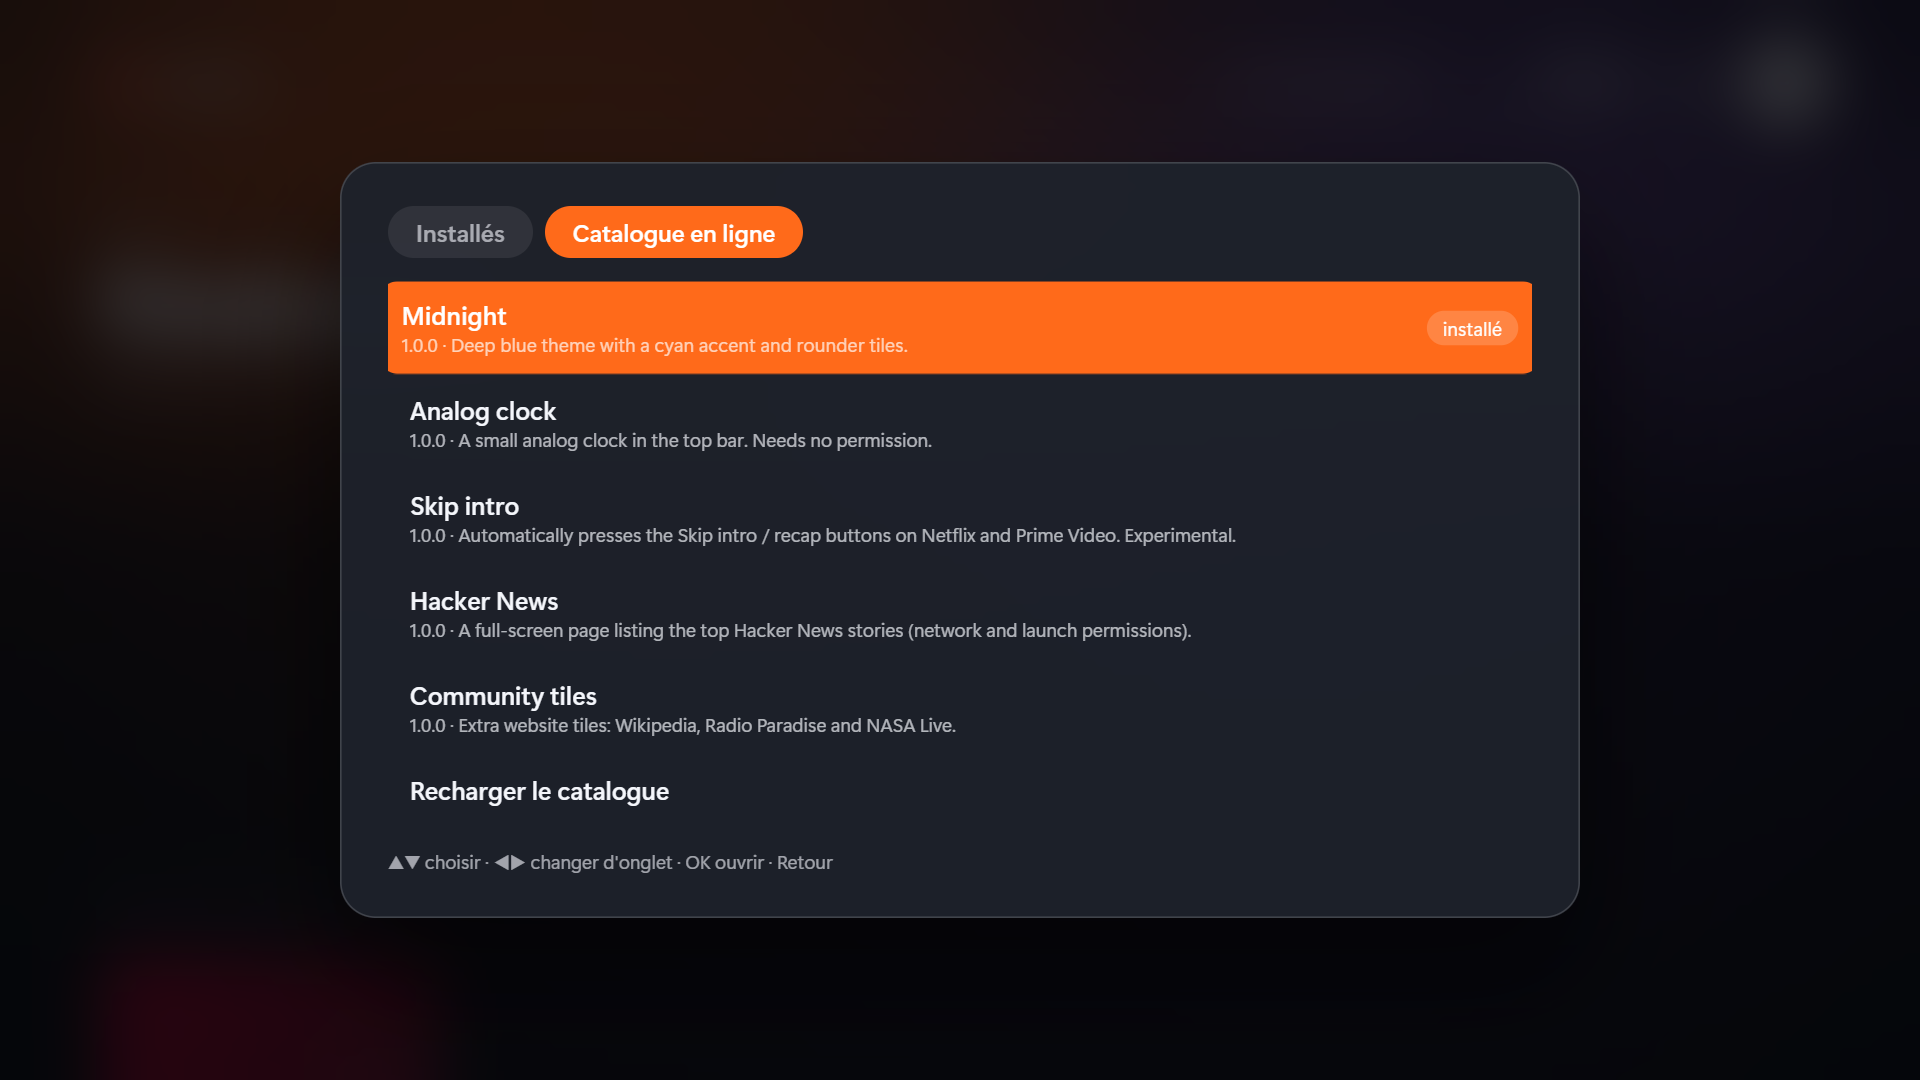 Installés
Catalogue en ligne
Midnight
1.0.0 · Deep blue theme with a cyan accent and rounder tiles.
installé
Analog clock
1.0.0 · A small analog clock in the top bar. Needs no permission.
Skip intro
1.0.0 · Automatically presses the Skip intro / recap buttons on Netflix and Prime Video. Experimental.
Hacker News
1.0.0 · A full-screen page listing the top Hacker News stories (network and launch permissions).
Community tiles
1.0.0 · Extra website tiles: Wikipedia, Radio Paradise and NASA Live.
Recharger le catalogue
▲▼ choisir · ◀▶ changer d'onglet · OK ouvrir · Retour